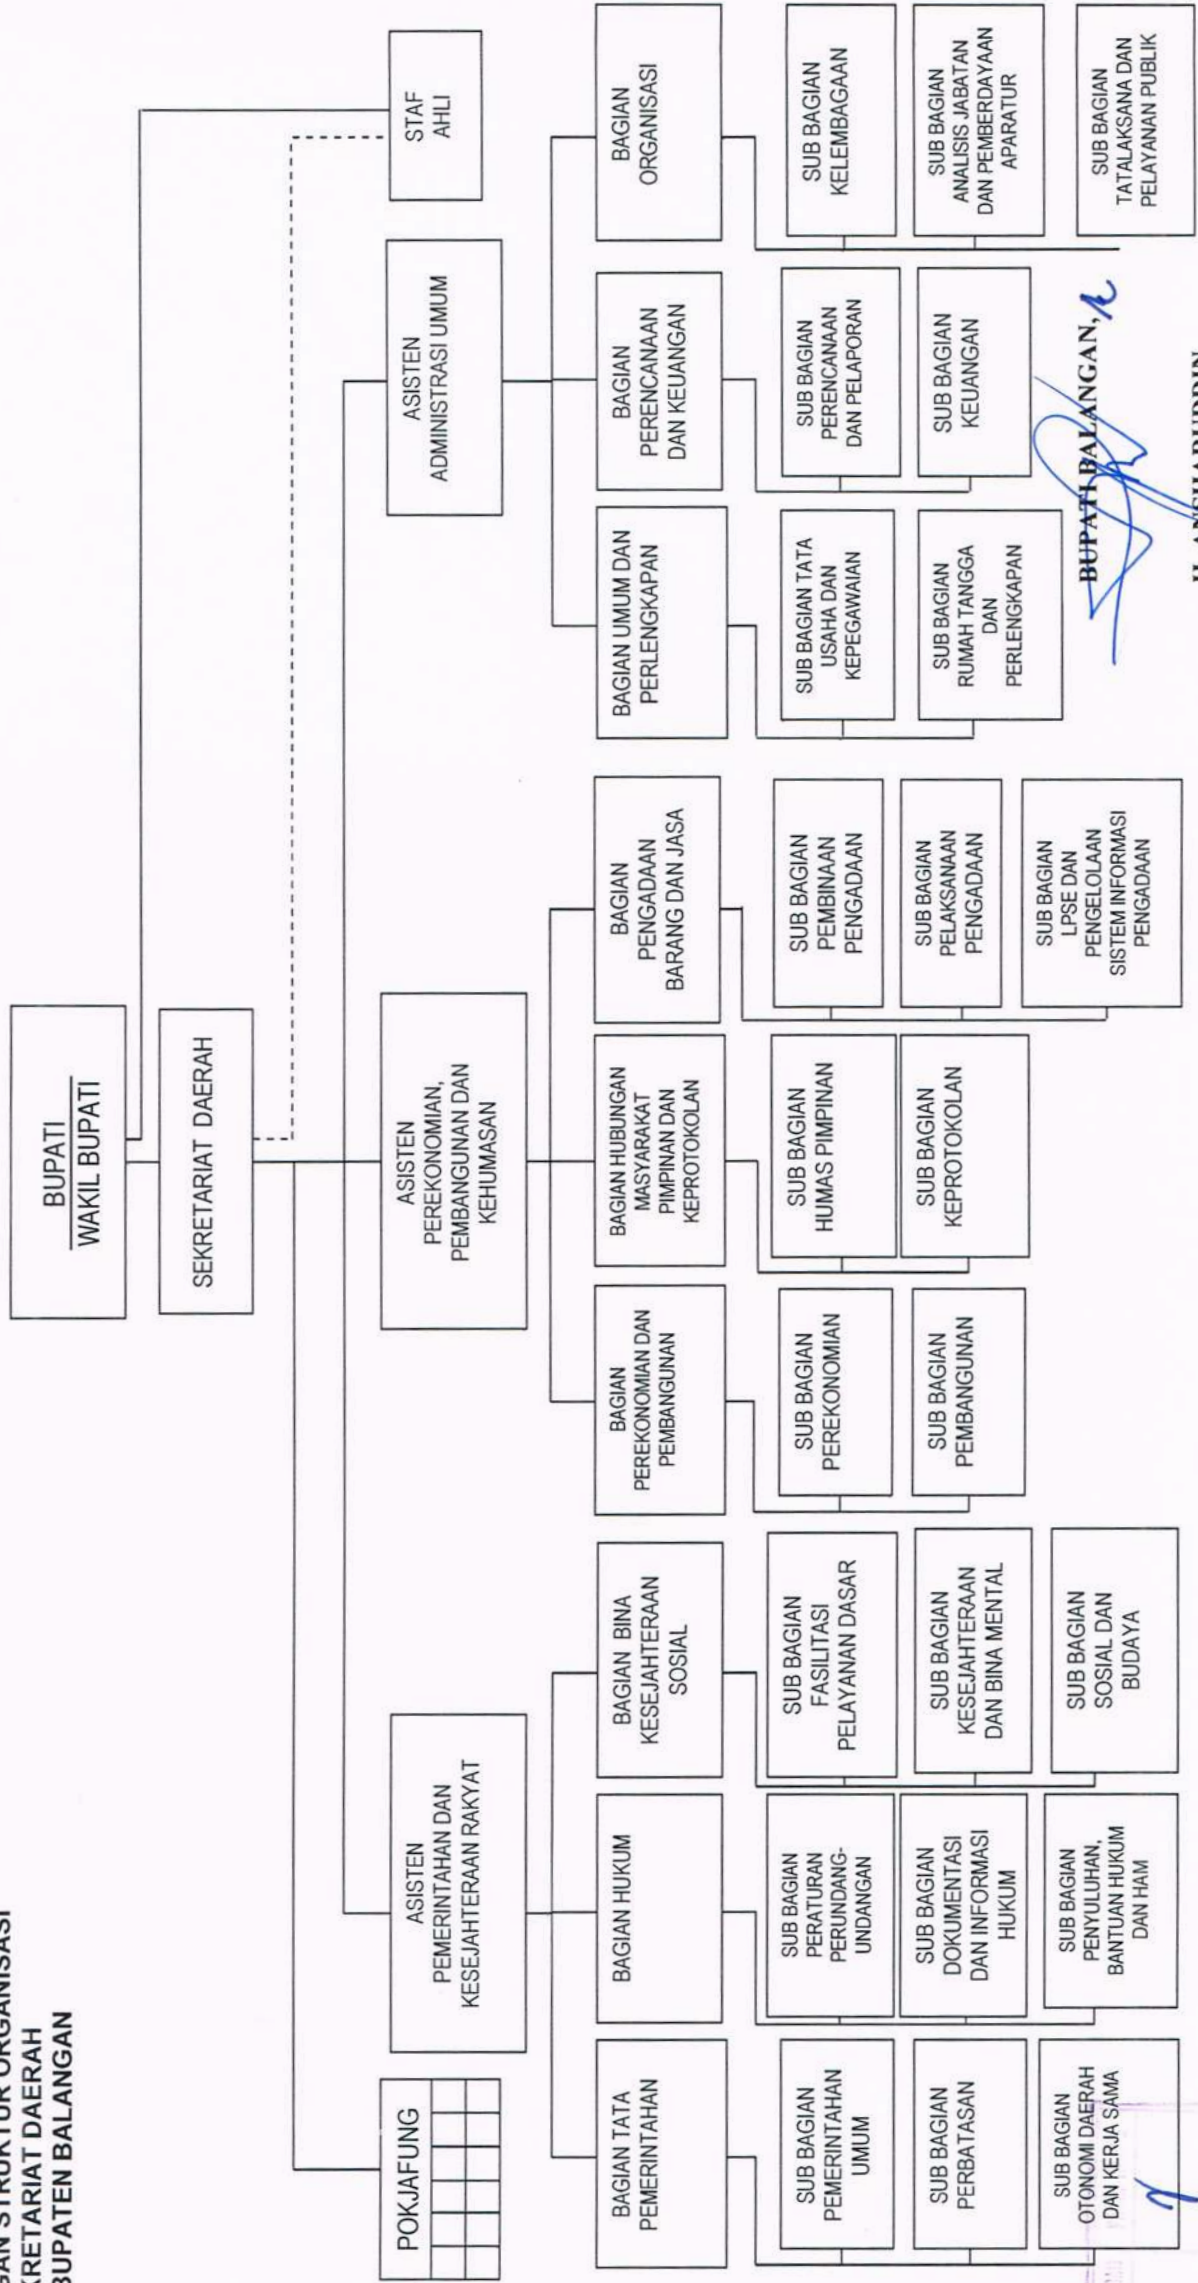 STRUKTUR ORGANISASI
DAERAH
BALANGAN
BUPATI
WAKIL BUPATI
SEKRETARIAT DAERAH
STAF
AHLI
POKJAFUNG
ASISTEN
PEMERINTAHAN DAN
KESEJAHTERAAN RAKYAT
ASISTEN
PEREKONOMIAN,
PEMBANGUNAN DAN
KEHUMASAN
ASISTEN
ADMINISTRASI UMUM
BAGIAN TATA
PEMERINTAHAN
BAGIAN HUKUM
BAGIAN BINA
KESEJAHTERAAN
SOSIAL
BAGIAN
PEREKONOMIAN DAN
PEMBANGUNAN
BAGIAN HUBUNGAN
MASYARAKAT
PIMPINAN DAN
KEPROTOKOLAN
BAGIAN
PENGADAAN
BARANG DAN JASA
BAGIAN UMUM DAN
PERLENGKAPAN
BAGIAN
PERENCANAAN
DAN KEUANGAN
BAGIAN
ORGANISASI
SUB BAGIAN
PEMERINTAHAN
UMUM
SUB BAGIAN
PERBATASAN
SUB BAGIAN
OTONOMI DAERAH
DAN KERJA SAMA
SUB BAGIAN
PERATURAN
PERUNDANG-
UNDANGAN
SUB BAGIAN
DOKUMENTASI
DAN INFORMASI
HUKUM
SUB BAGIAN
PENYULUHAN,
BANTUAN HUKUM
DAN HAM
SUB BAGIAN
FASILITASI
PELAYANAN DASAR
SUB BAGIAN
KESEJAHTERAAN
DAN BINA MENTAL
SUB BAGIAN
SOSIAL DAN
BUDAYA
SUB BAGIAN
PEREKONOMIAN
SUB BAGIAN
PEMBANGUNAN
SUB BAGIAN
HUMAS PIMPINAN
SUB BAGIAN
KEPROTOKOLAN
SUB BAGIAN
PEMBINAAN
PENGADAAN
SUB BAGIAN
PELAKSANAAN
PENGADAAN
SUB BAGIAN
LPSE DAN
PENGELOLAAN
SISTEM INFORMASI
PENGADAAN
SUB BAGIAN TATA
USAHA DAN
KEPEGAWAIAN
SUB BAGIAN
RUMAH TANGGA
DAN
PERLENGKAPAN
SUB BAGIAN
PERENCANAAN
DAN PELAPORAN
SUB BAGIAN
KEUANGAN
SUB BAGIAN
KELEMBAGAAN
SUB BAGIAN
ANALISIS JABATAN
DAN PEMBERDAYAAN
APARATUR
SUB BAGIAN
TATALAKSANA DAN
PELAYANAN PUBLIK
BUPATI BALANGAN,